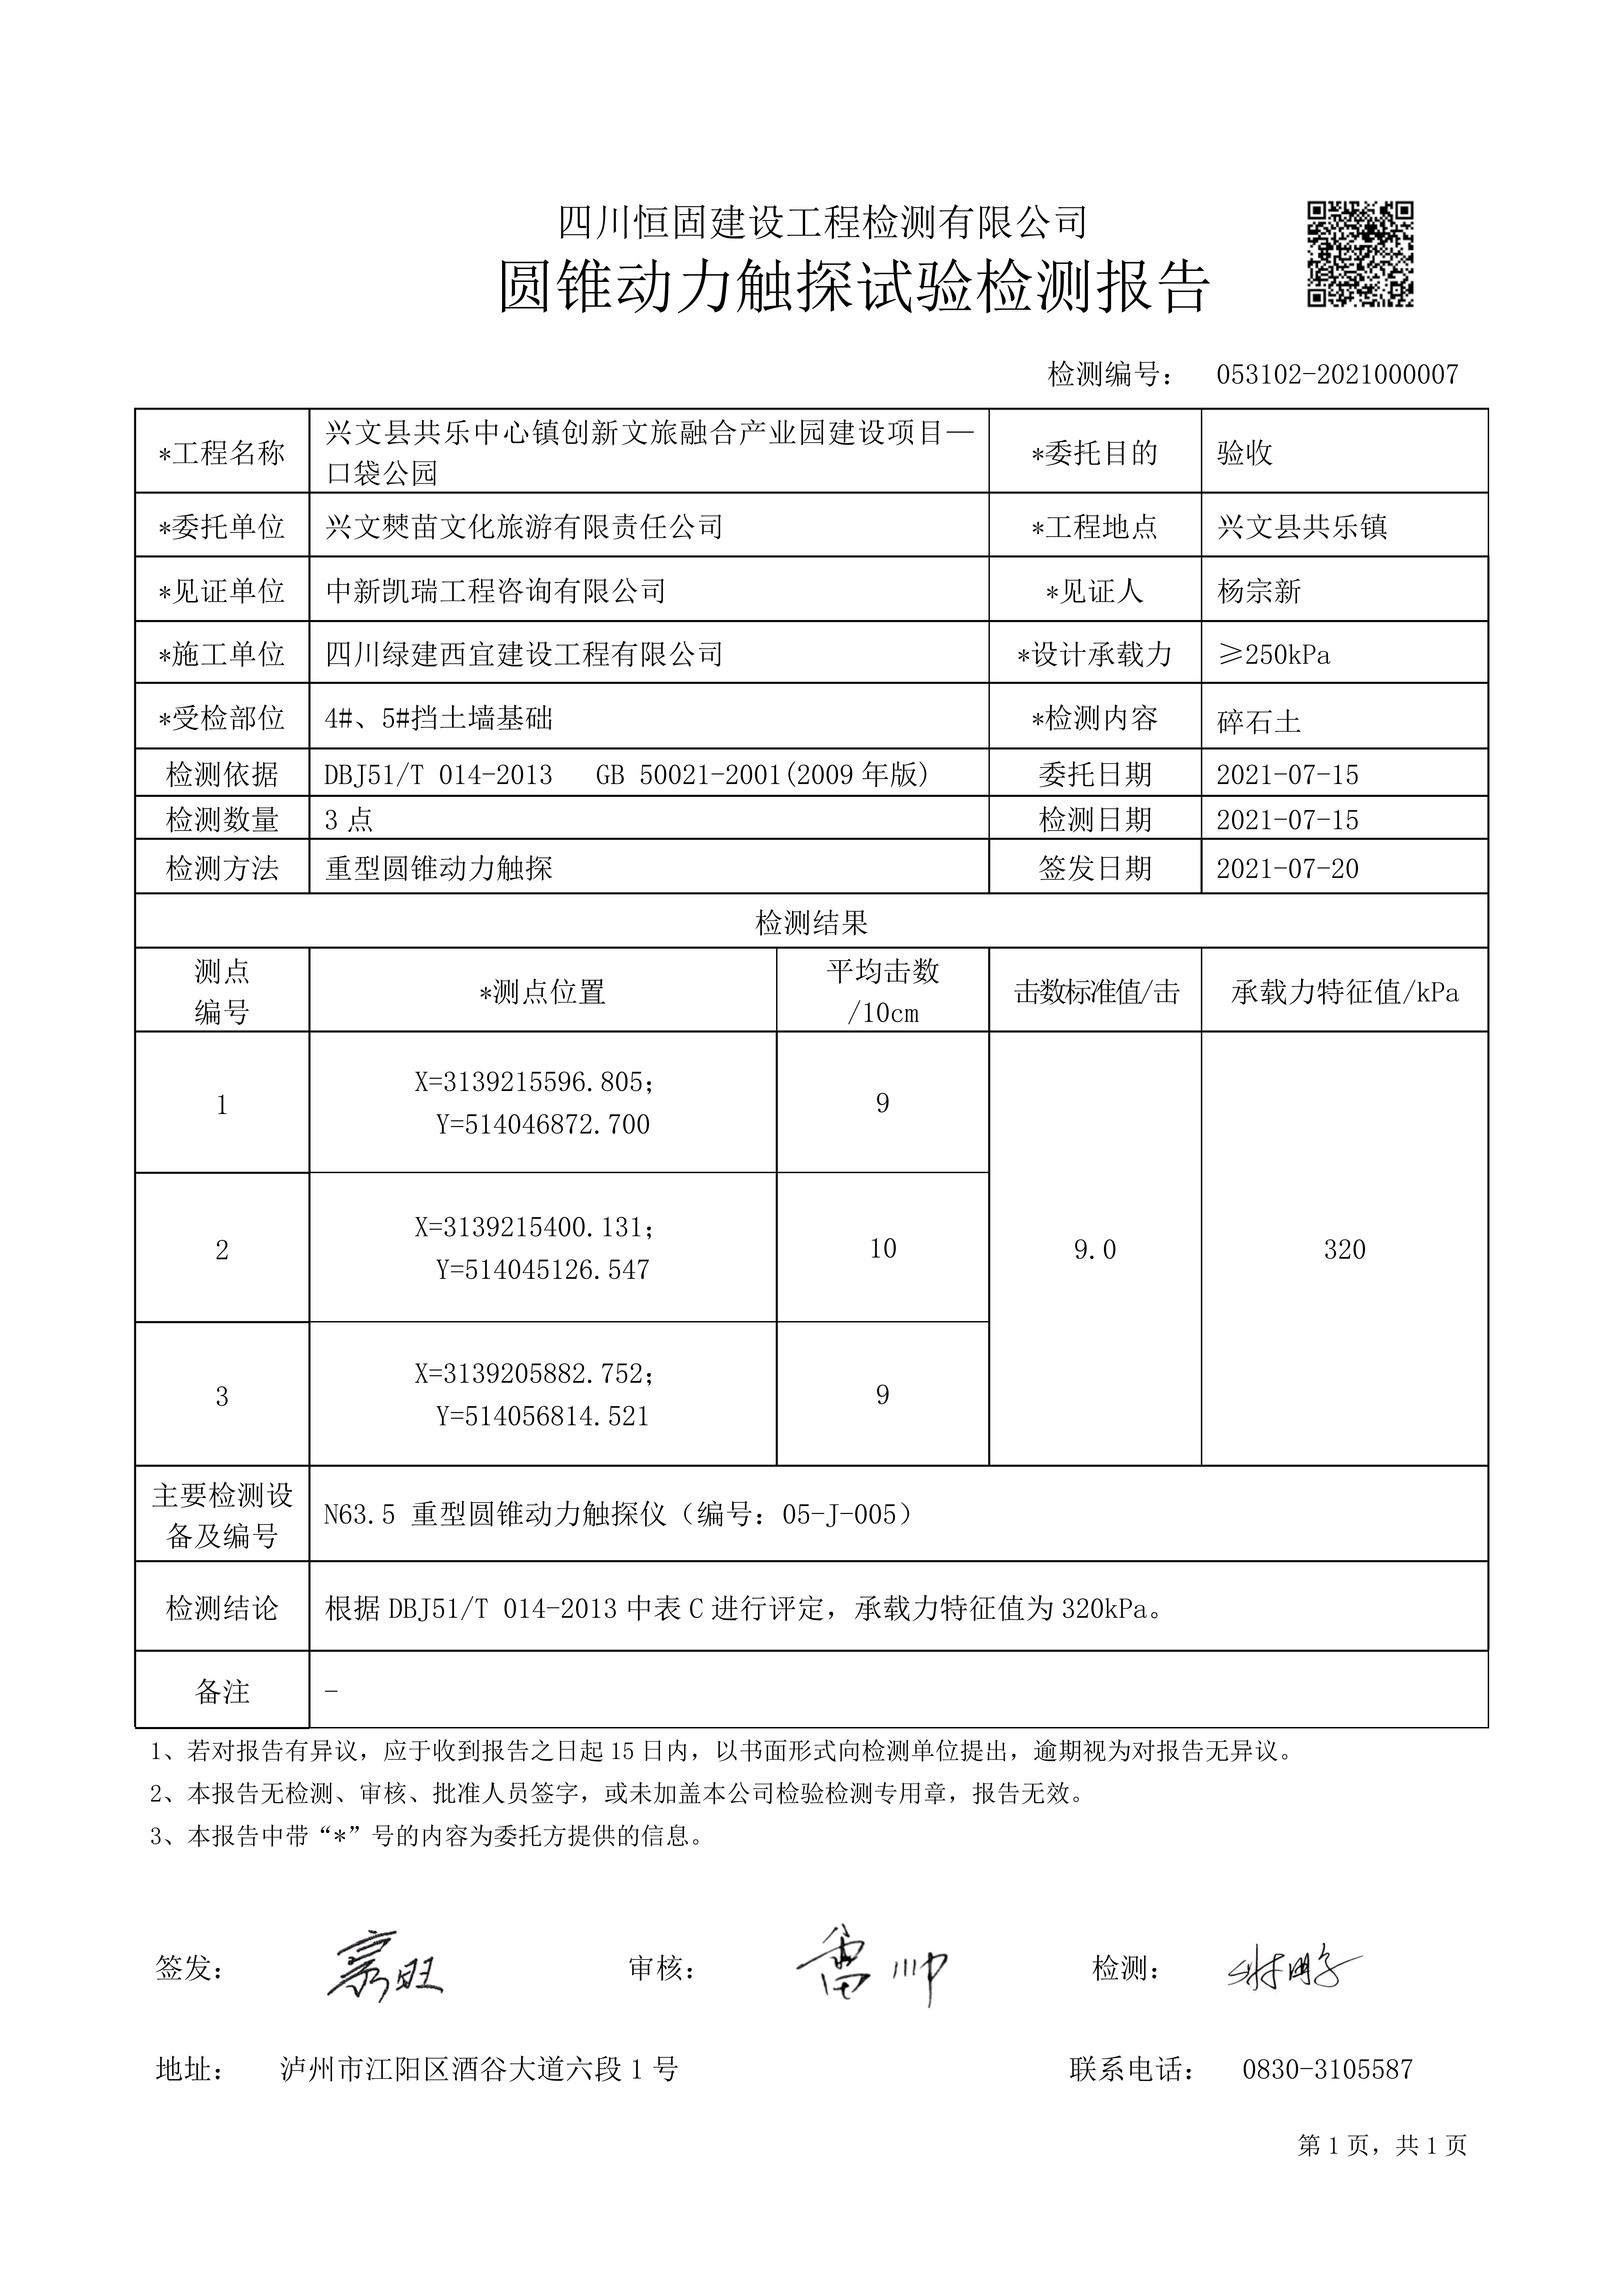 四川恒固建设工程检测有限公司
圆锥动力触探试验检测报告
检测编号： 053102-2021000007
*工程名称 兴文县共乐中心镇创新文旅融合产业园建设项目—口袋公园 *委托目的 验收
*委托单位 兴文僰苗文化旅游有限责任公司 *工程地点 兴文县共乐镇
*见证单位 中新凯瑞工程咨询有限公司 *见证人 杨宗新
*施工单位 四川绿建西宜建设工程有限公司 *设计承载力 ≥250kPa
*受检部位 4#、5#挡土墙基础 *检测内容 碎石土
检测依据 DBJ51/T 014-2013 GB 50021-2001(2009年版) 委托日期 2021-07-15
检测数量 3点 检测日期 2021-07-15
检测方法 重型圆锥动力触探 签发日期 2021-07-20
检测结果
测点编号 *测点位置 平均击数/10cm 击数标准值/击 承载力特征值/kPa
1 X=3139215596.805; Y=514046872.700 9
2 X=3139215400.131; Y=514045126.547 10 9.0 320
3 X=3139205882.752; Y=514056814.521 9
主要检测设备及编号 N63.5 重型圆锥动力触探仪（编号：05-J-005）
检测结论 根据DBJ51/T 014-2013中表C进行评定，承载力特征值为320kPa。
备注 -
1、若对报告有异议，应于收到报告之日起15日内，以书面形式向检测单位提出，逾期视为对报告无异议。
2、本报告无检测、审核、批准人员签字，或未加盖本公司检验检测专用章，报告无效。
3、本报告中带“*”号的内容为委托方提供的信息。
签发： 审核： 雷帅 检测：
地址： 泸州市江阳区酒谷大道六段1号 联系电话： 0830-3105587
第1页，共1页